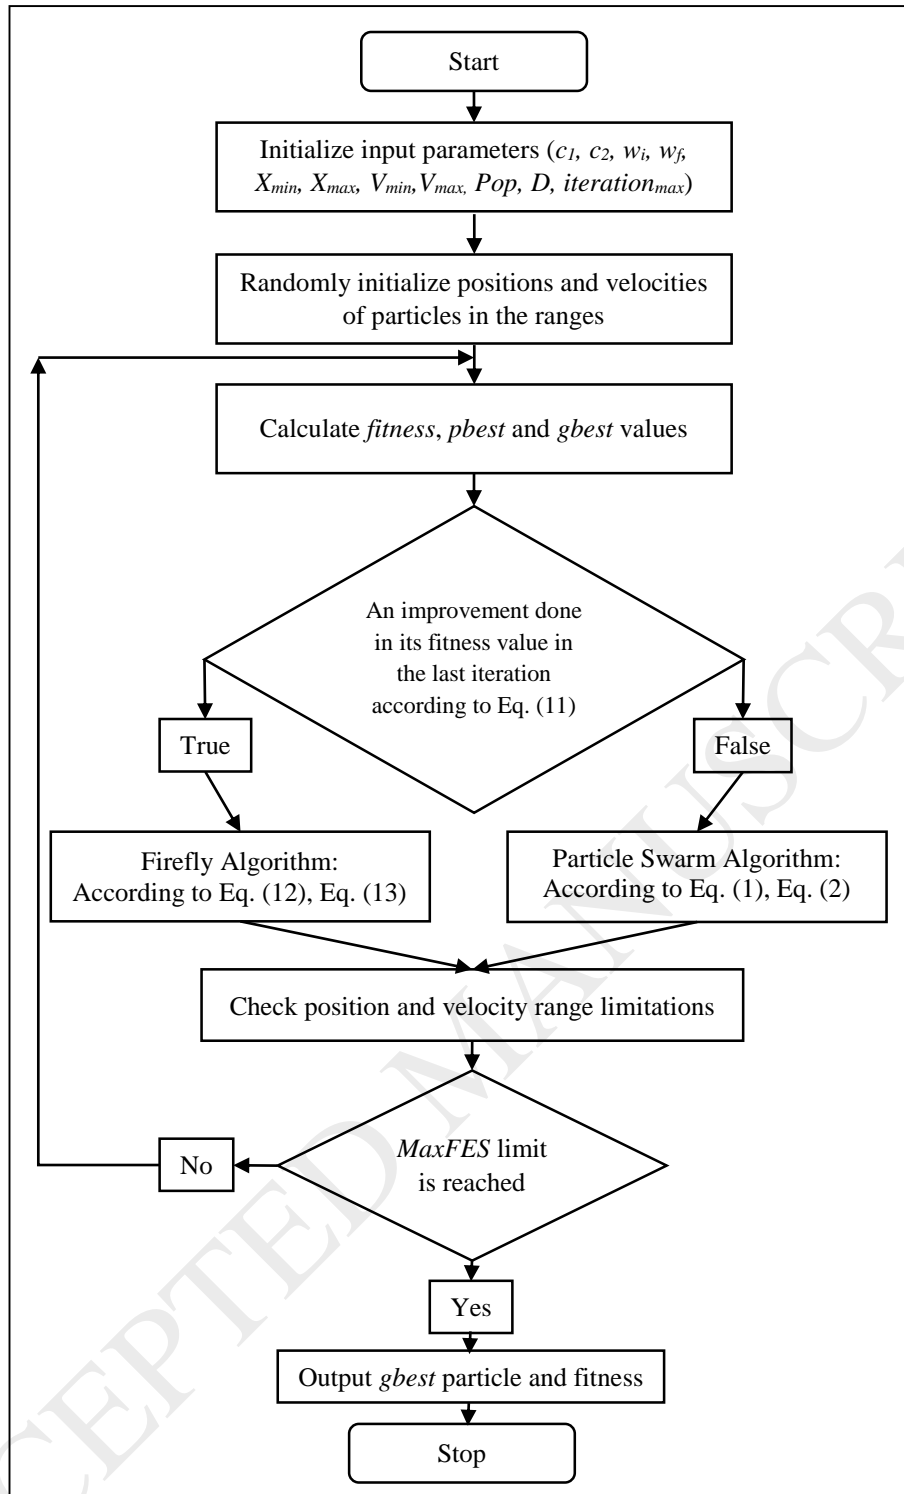 Start
Initialize input parameters (c1, c2, wi, wf,
Xmin, Xmax, Vmin,Vmax, Pop, D, iterationmax)
Randomly initialize positions and velocities
of particles in the ranges
Calculate fitness, pbest and gbest values
An improvement done
in its fitness value in
the last iteration
according to Eq. (11)
True
False
Firefly Algorithm:
According to Eq. (12), Eq. (13)
Particle Swarm Algorithm:
According to Eq. (1), Eq. (2)
Check position and velocity range limitations
MaxFES limit
is reached
No
Yes
Output gbest particle and fitness
Stop
CEPTED MANUSCR